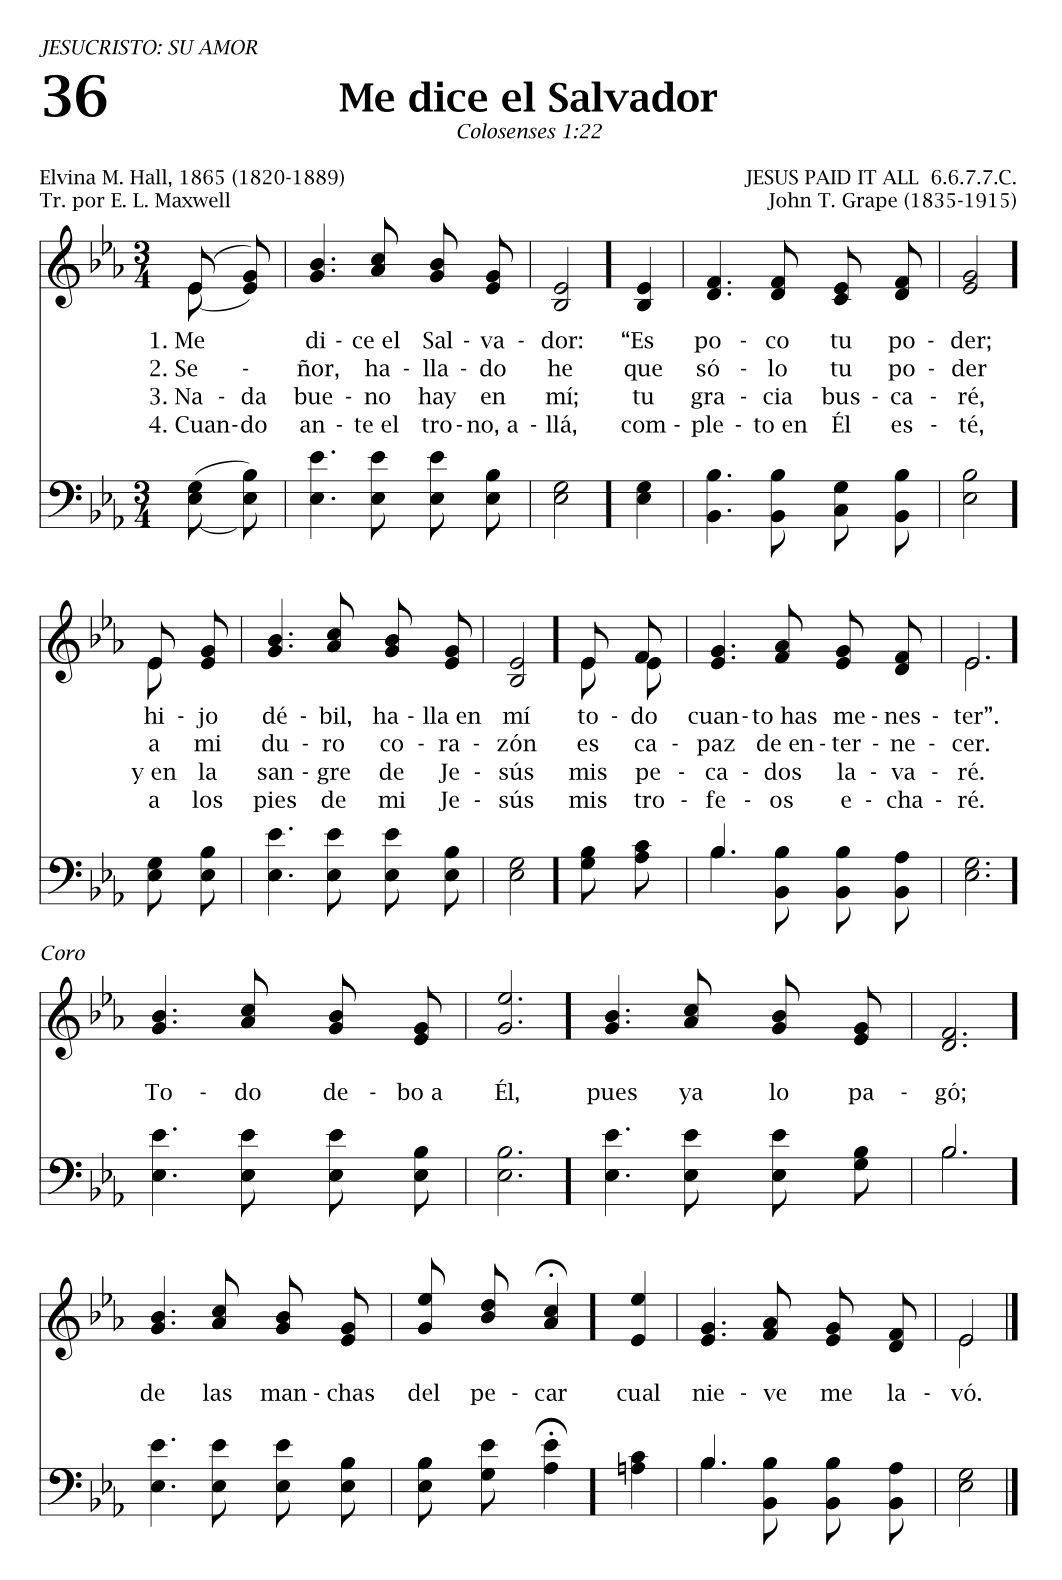 JESUCRISTO: SU AMOR
36
Me dice el Salvador
Colosenses 1:22
Elvina M. Hall, 1865 (1820-1889)
JESUS PAID IT ALL 6.6.7.7.C.
Tr. por E. L. Maxwell
John T. Grape (1835-1915)
3 4
1. Me di - ce el Sal - va - dor: “Es po - co tu po - der;
2. Se - ñor, ha - lla - do he que só - lo tu po - der
3. Na - da bue - no hay en mí; tu gra - cia bus - ca - ré,
4. Cuan - do an - te el tro - no, a - llá, com - ple - to en Él es - té,
3 4
hi - jo dé - bil, ha - lla en mí to - do cuan - to has me - nes - ter”.
a mi du - ro co - ra - zón es ca - paz de en - ter - ne - cer.
y en la san - gre de Je - sús mis pe - ca - dos la - va - ré.
a los pies de mi Je - sús mis tro - fe - os e - cha - ré.
Coro
To - do de - bo a Él, pues ya lo pa - gó;
de las man - chas del pe - car cual nie - ve me la - vó.